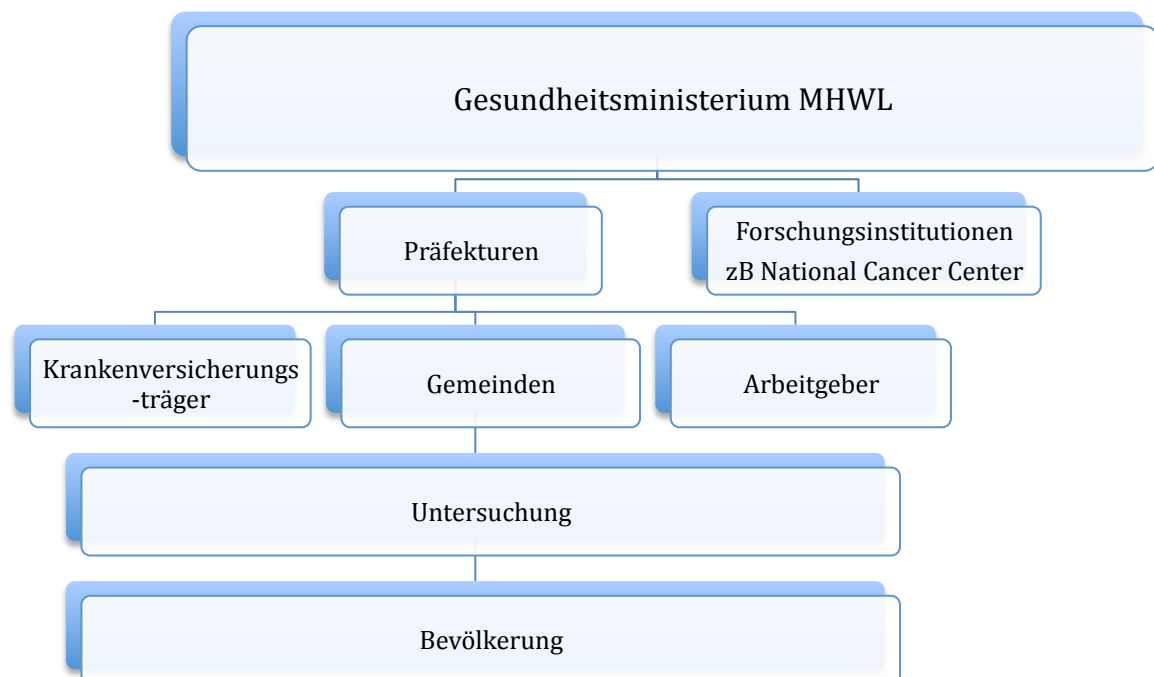 Gesundheitsministerium MHWL
Präfekturen
Forschungsinstitutionen
zB National Cancer Center
Krankenversicherungs
-träger
Gemeinden
Arbeitgeber
Untersuchung
Bevölkerung